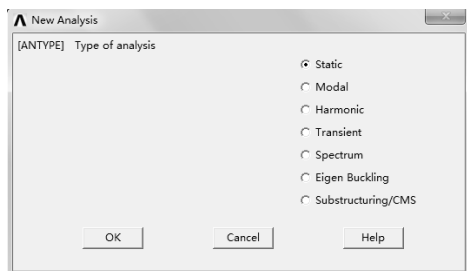 New Analysis
[ANTYPE] Type of analysis
Static
Modal
Harmonic
Transient
Spectrum
Eigen Buckling
Substructuring/CMS
OK Cancel Help